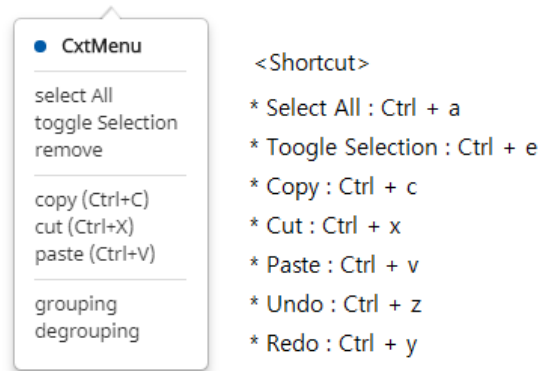 CxtMenu
select All
toggle Selection
remove
copy (Ctrl+C)
cut (Ctrl+X)
paste (Ctrl+V)
grouping
degrouping
<Shortcut>
* Select All : Ctrl + a
* Toogle Selection : Ctrl + e
* Copy : Ctrl + c
* Cut : Ctrl + x
* Paste : Ctrl + v
* Undo : Ctrl + z
* Redo : Ctrl + y